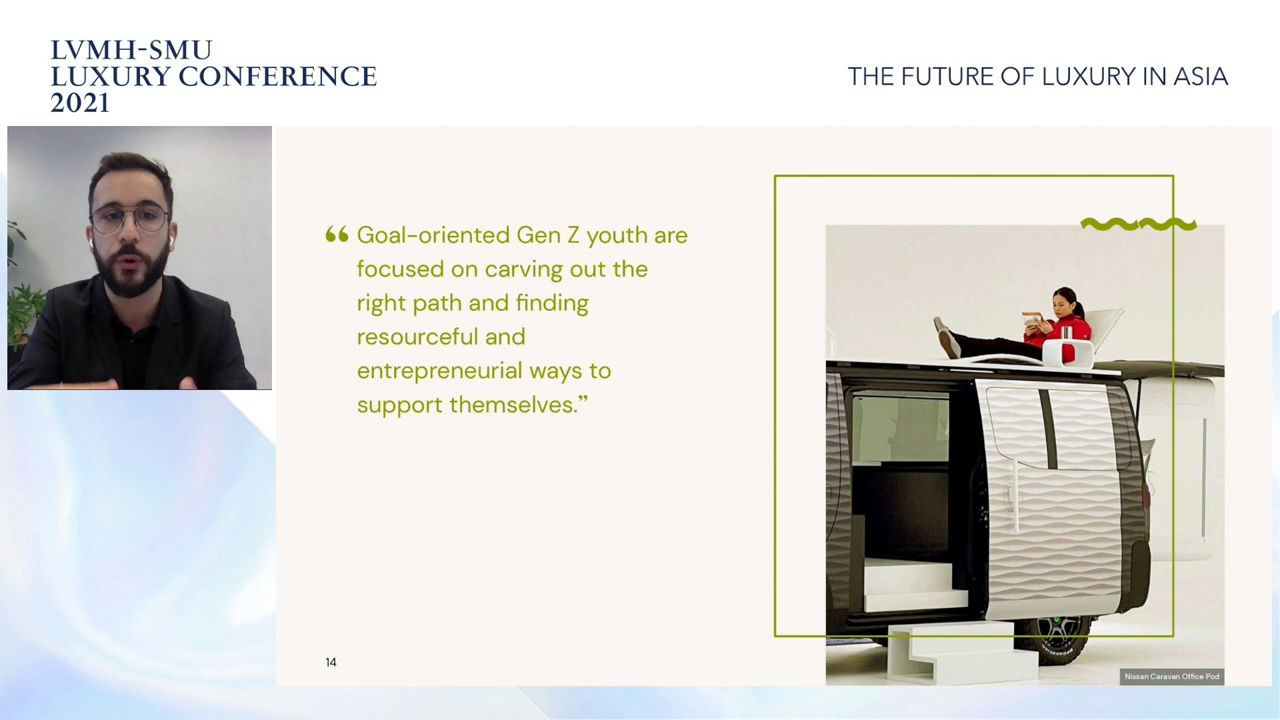 LVMH-SMU
LUXURY CONFERENCE
2021
THE FUTURE OF LUXURY IN ASIA
“ Goal-oriented Gen Z youth are
focused on carving out the
right path and finding
resourceful and
entrepreneurial ways to
support themselves.”
14
Nissan Caravan Office Pod